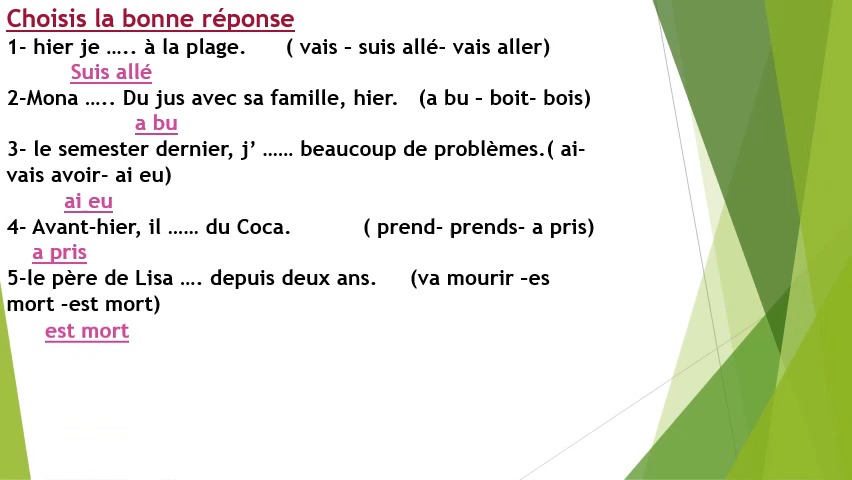 Choisis la bonne réponse
1- hier je ….. à la plage. ( vais – suis allé- vais aller)
Suis allé
2-Mona ….. Du jus avec sa famille, hier. (a bu – boit- bois)
a bu
3- le semester dernier, j’ …… beaucoup de problèmes.( ai-
vais avoir- ai eu)
ai eu
4- Avant-hier, il …… du Coca. ( prend- prends- a pris)
a pris
5-le père de Lisa …. depuis deux ans. (va mourir –es
mort –est mort)
est mort